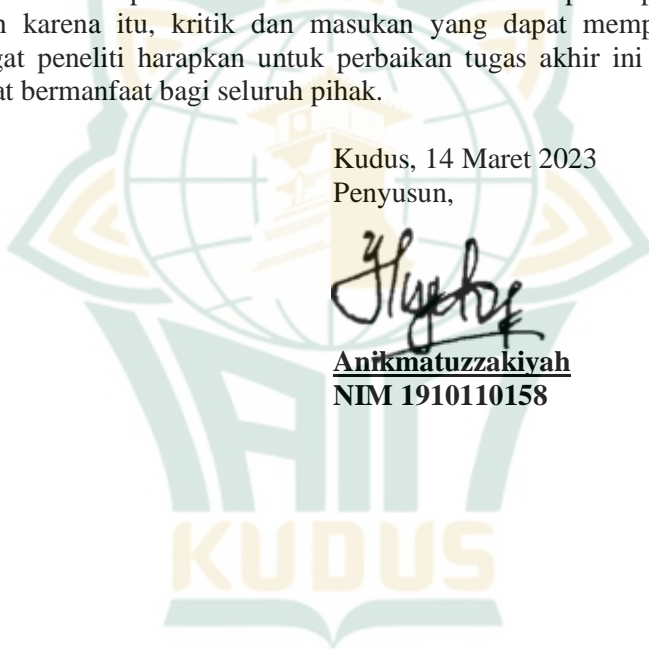 karena itu, kritik dan masukan yang dapat
peneliti harapkan untuk perbaikan tugas akhir ini
bermanfaat bagi seluruh pihak.
Kudus, 14 Maret 2023
Penyusun,
Anikmatuzzakiyah
NIM 1910110158
IAIN
KUDUS